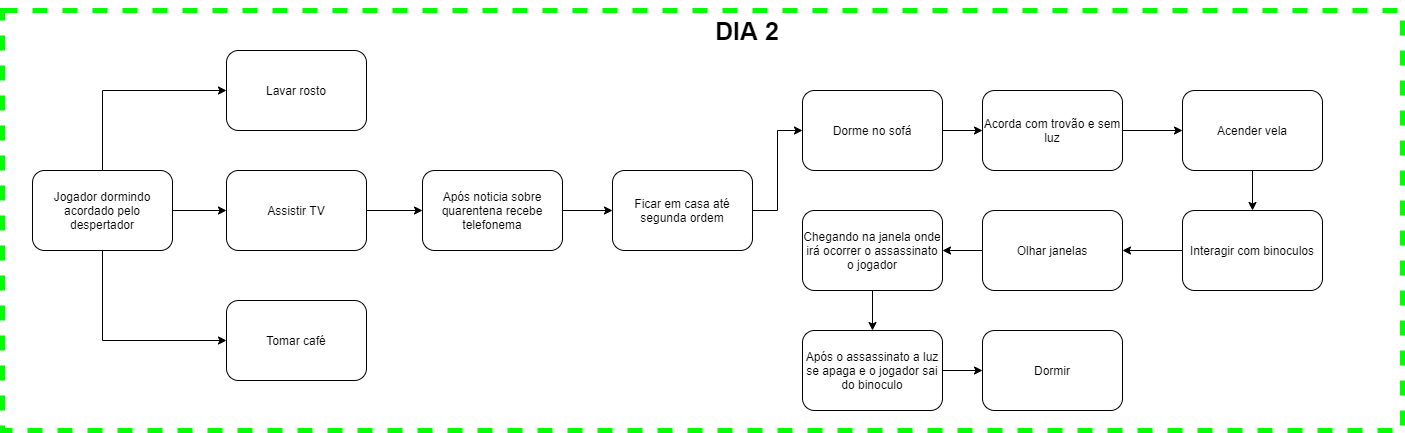 DIA 2
Lavar rosto
Jogador dormindo
acordado pelo
despertador
Assistir TV
Após noticia sobre
quarentena recebe
telefonema
Ficar em casa até
segunda ordem
Tomar café
Dorme no sofá
Acorda com trovão e sem
luz
Acender vela
Interagir com binoculos
Olhar janelas
Chegando na janela onde
irá ocorrer o assassinato
o jogador
Após o assassinato a luz
se apaga e o jogador sai
do binoculo
Dormir